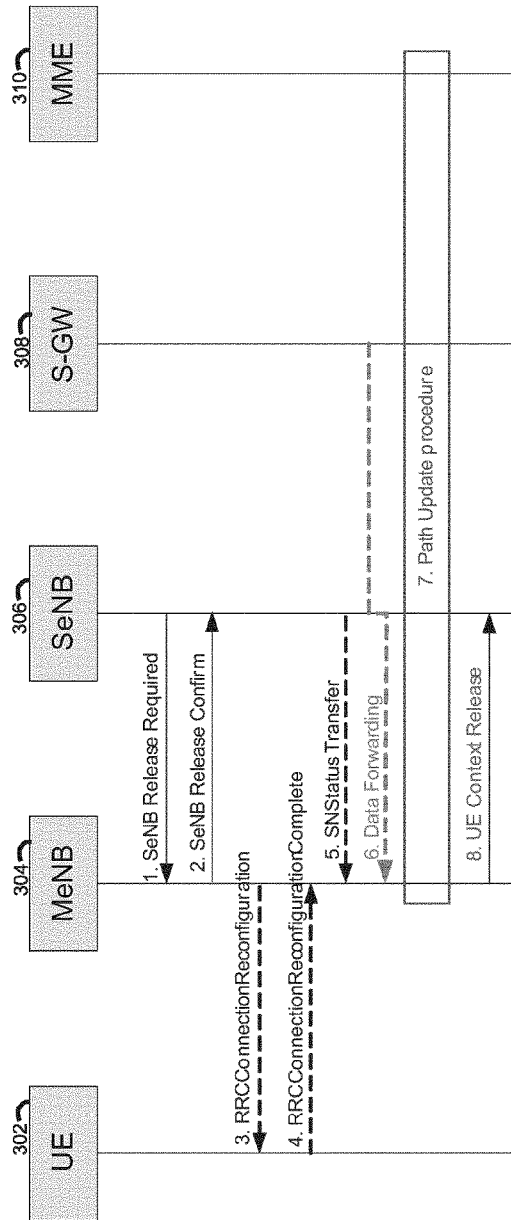 302
UE
304
MeNB
306
SeNB
308
S-GW
310
MME
1. SeNB Release Required
2. SeNB Release Confirm
3. RRCConnectionReconfiguration
4. RRCConnectionReconfigurationComplete
5. SNStatus Transfer
6. Data Forwarding
7. Path Update procedure
8. UE Context Release